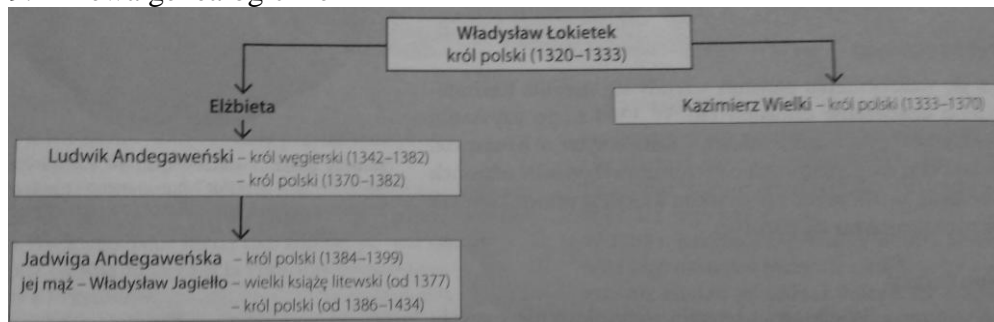 Władysław Łokietek
król polski (1320–1333)
Elżbieta
Kazimierz Wielki – król polski (1333–1370)
Ludwik Andegaweński – król węgierski (1342–1382)
– król polski (1370–1382)
Jadwiga Andegaweńska – król polski (1384–1399)
jej mąż – Władysław Jagiełło – wielki książę litewski (od 1377)
– król polski (od 1386–1434)